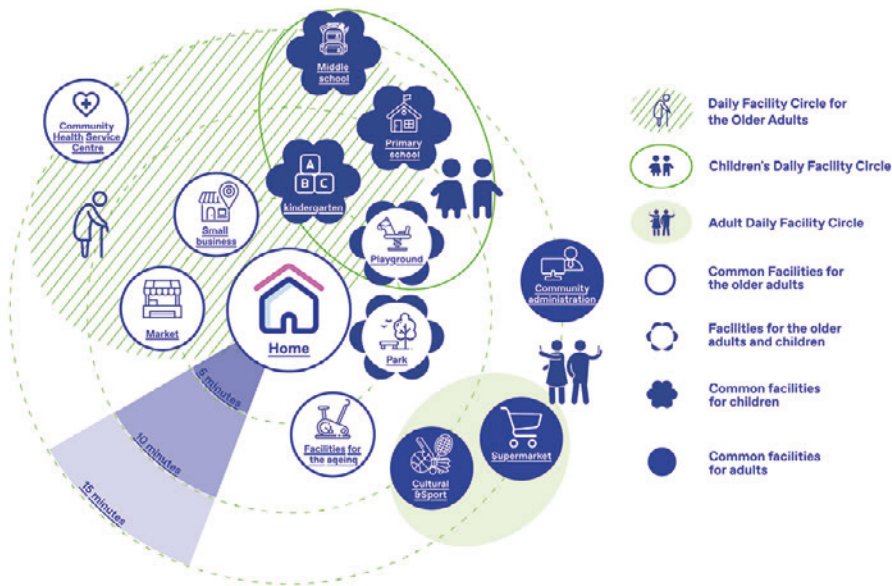 Middle
school
Community
Health Service
Centre
Primary
school
A
B C
kindergarten
Small
business
Playground
Market
Home
Park
Community
administration
5 minutes
10 minutes
15 minutes
Facilities for
the ageing
Cultural
&Sport
Supermarket
Daily Facility Circle for
the Older Adults
Children's Daily Facility Circle
Adult Daily Facility Circle
Common Facilities for
the older adults
Facilities for the older
adults and children
Common facilities
for children
Common facilities
for adults